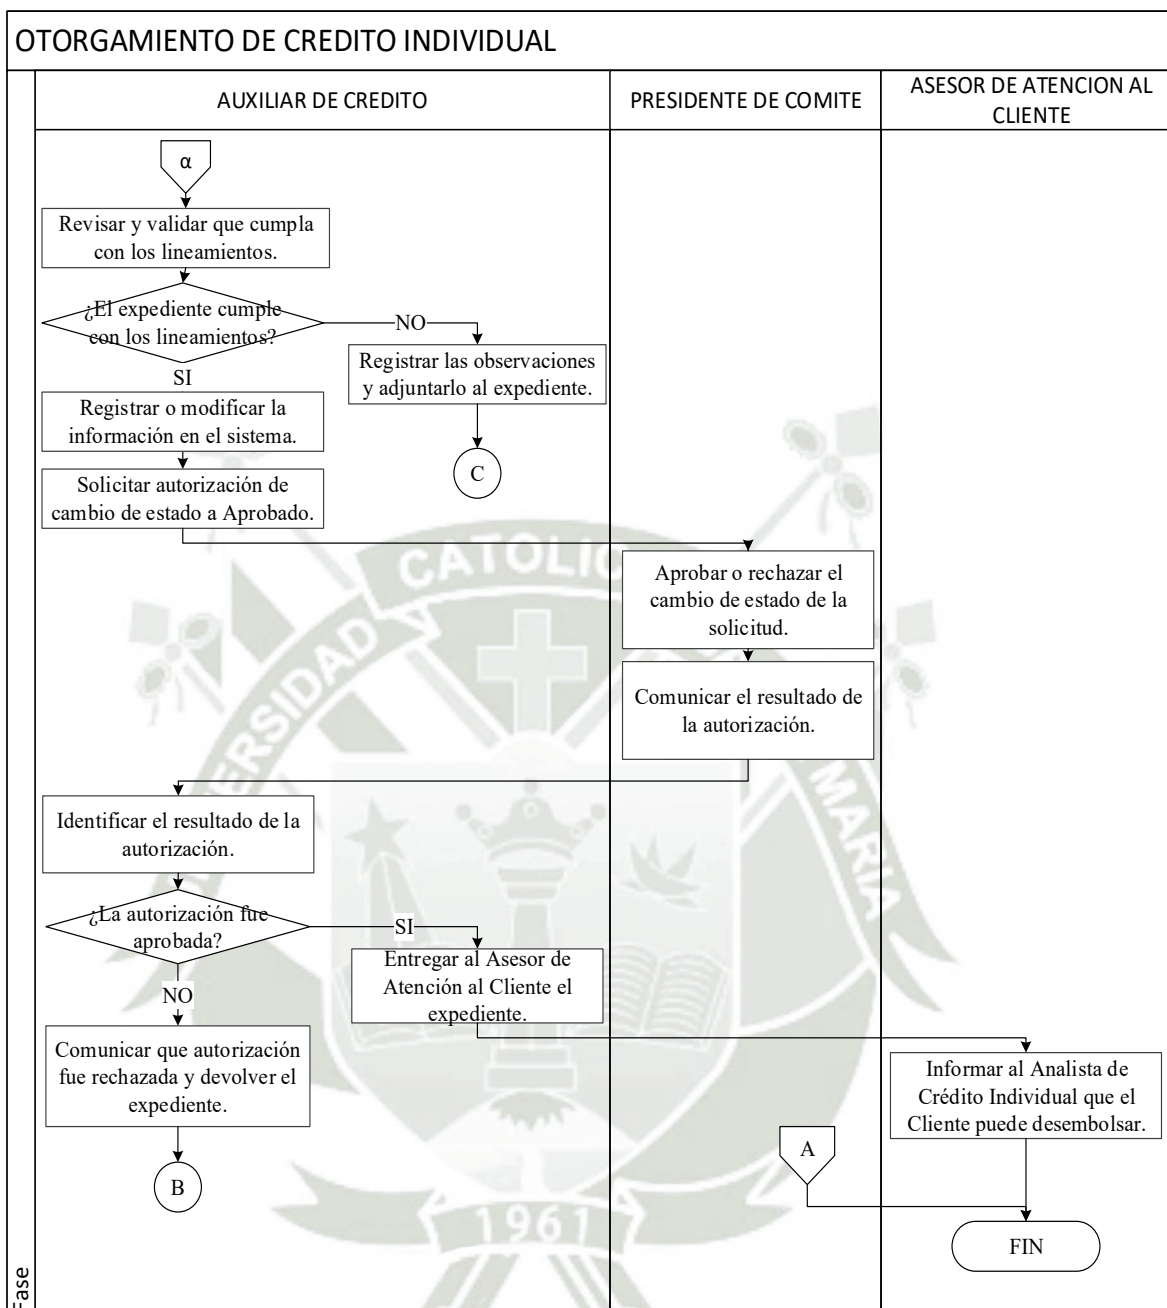 OTORGAMIENTO DE CREDITO INDIVIDUAL
AUXILIAR DE CREDITO
PRESIDENTE DE COMITE
ASESOR DE ATENCION AL
CLIENTE
α
Revisar y validar que cumpla
con los lineamientos.
¿El expediente cumple
con los lineamientos?
NO
SI
Registrar las observaciones
y adjuntarlo al expediente.
C
Registrar o modificar la
información en el sistema.
Solicitar autorización de
cambio de estado a Aprobado.
Aprobar o rechazar el
cambio de estado de la
solicitud.
Comunicar el resultado de
la autorización.
Identificar el resultado de la
autorización.
¿La autorización fue
aprobada?
SI
NO
Entregar al Asesor de
Atención al Cliente el
expediente.
Comunicar que autorización
fue rechazada y devolver el
expediente.
B
Informar al Analista de
Crédito Individual que el
Cliente puede desembolsar.
A
FIN
Fase
CATOLIC
MARIA
1961